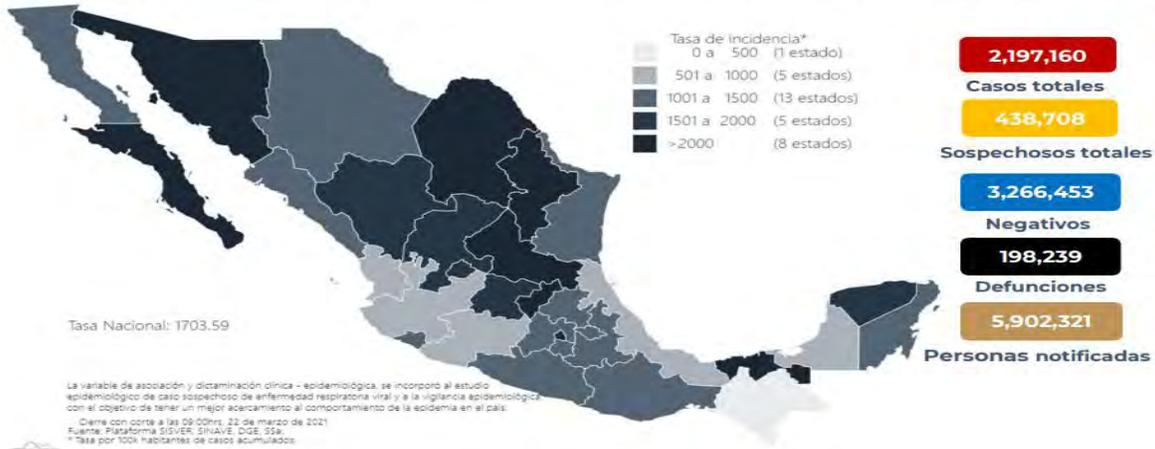 Tasa de incidencia*
0 a 500 (1 estado)
501 a 1000 (5 estados)
1001 a 1500 (13 estados)
1501 a 2000 (5 estados)
>2000 (8 estados)
2,197,160
Casos totales
438,708
Sospechosos totales
3,266,453
Negativos
198,239
Defunciones
5,902,321
Personas notificadas
Tasa Nacional: 1703.59
La variable de asociación y dictaminación clínica - epidemiológica, se incorporó al estudio
epidemiológico de caso sospechoso de enfermedad respiratoria viral y a la vigilancia epidemiológica
con el objetivo de tener un mejor acercamiento al comportamiento de la epidemia en el país.
Cierre con corte a las 09:00hrs, 22 de marzo de 2021
Fuente: Plataforma SISVER, SINAVE, DGE, SSa.
* Tasa por 100k habitantes de casos acumulados.